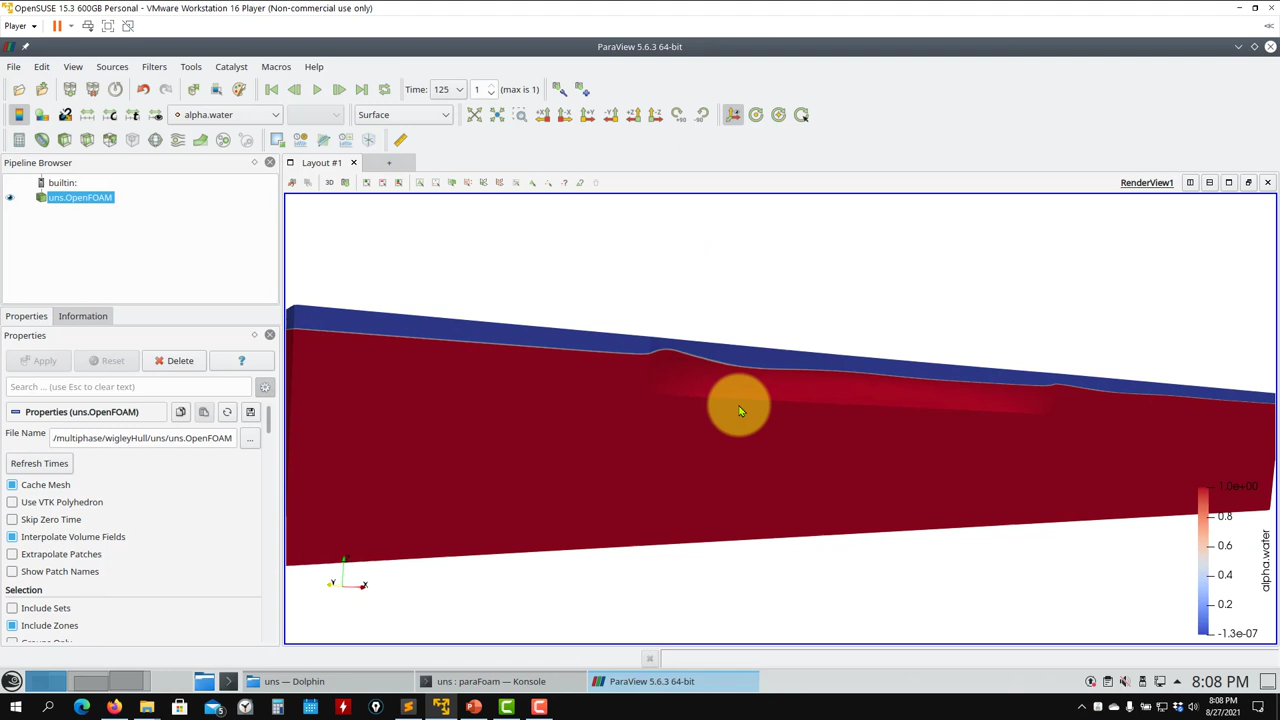 OpenSUSE 15.3 600GB Personal - VMware Workstation 16 Player (Non-commercial use only)
Player
ParaView 5.6.3 64-bit
File Edit View Sources Filters Tools Catalyst Macros Help
Time: 125 1 (max is 1)
alpha.water Surface +X -X +Y -Y +Z -Z +90 -90
Pipeline Browser
Layout #1 +
builtin:
3D RenderView1
uns.OpenFOAM
Properties Information
Properties
Apply Reset Delete ?
Search ... (use Esc to clear text)
Properties (uns.OpenFOAM)
File Name /multiphase/wigleyHull/uns/uns.OpenFOAM ...
Refresh Times
Cache Mesh
Use VTK Polyhedron
Skip Zero Time
Interpolate Volume Fields
Extrapolate Patches
Show Patch Names
Selection
Include Sets
Include Zones
Groups Only
1.0e+00
0.8
0.6
0.4
0.2
-1.3e-07
alpha.water
Y X
uns — Dolphin uns : paraFoam — Konsole ParaView 5.6.3 64-bit 8:08 PM
8:08 PM
8/27/2021